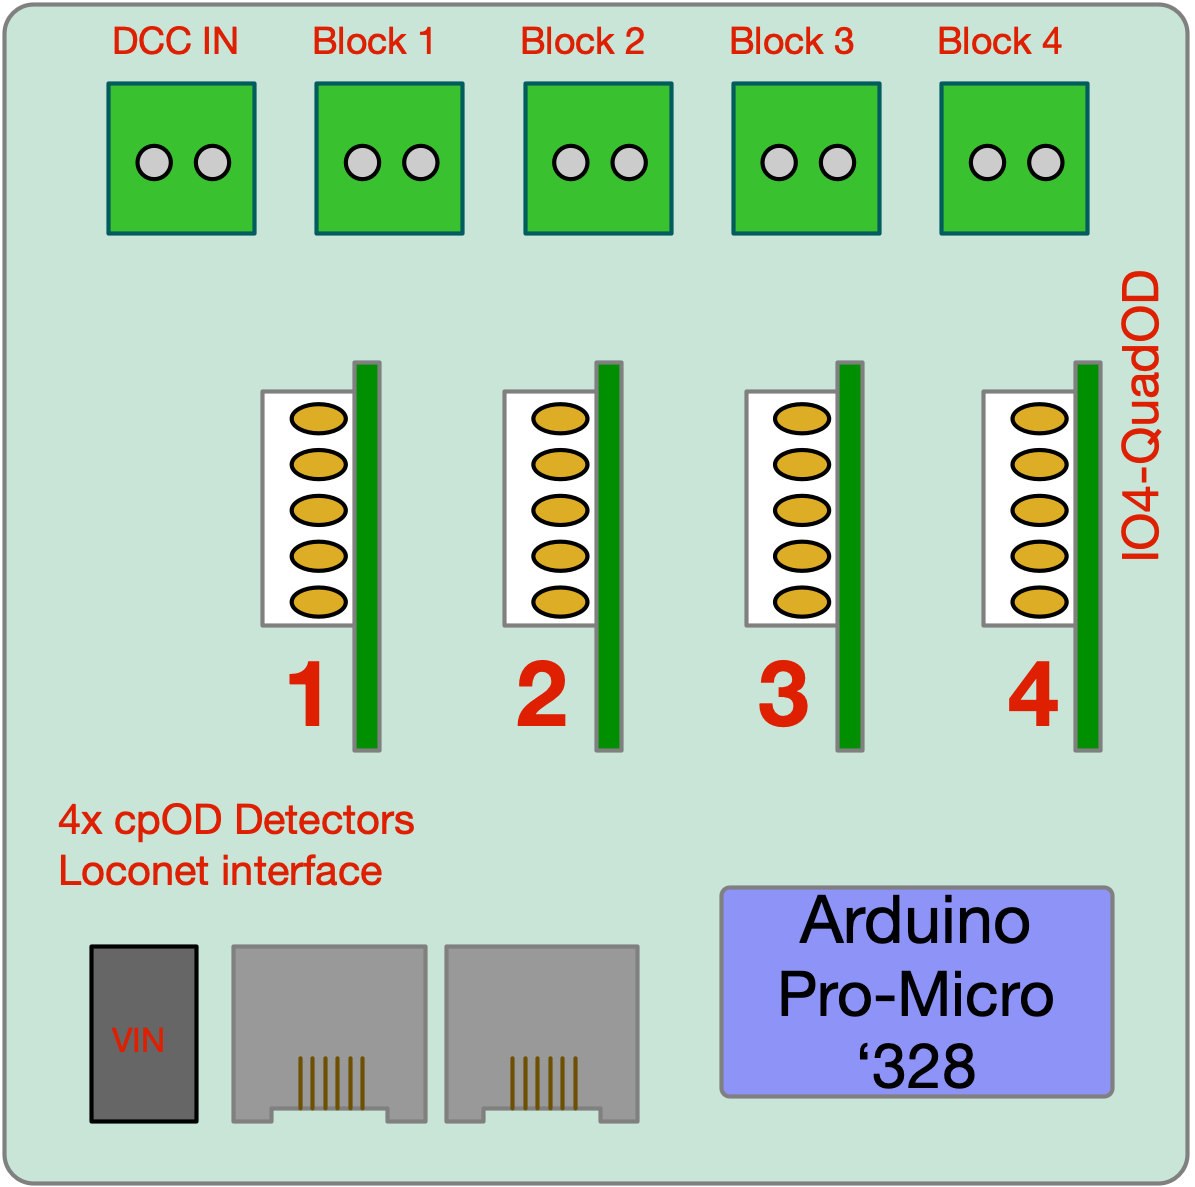 DCC IN
Block 1
Block 2
Block 3
Block 4
IO4-QuadOD
1
2
3
4
4x cpOD Detectors
Loconet interface
VIN
Arduino
Pro-Micro
‘328